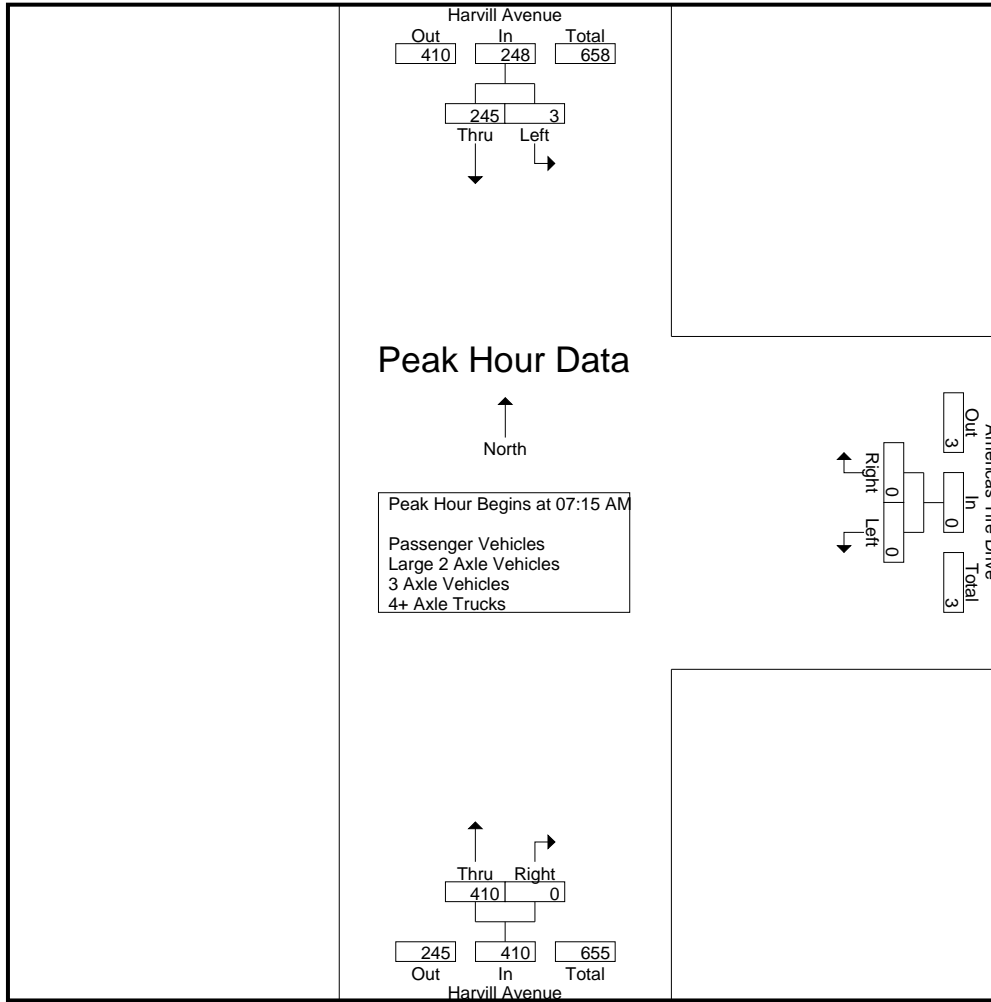 Harvill Avenue
Out In Total
410 248 658
245 3
Thru Left
Peak Hour Data
North
Peak Hour Begins at 07:15 AM
Passenger Vehicles
Large 2 Axle Vehicles
3 Axle Vehicles
4+ Axle Trucks
Americas Tire Drive
Out In Total
3 0 3
0 0
Right Left
Thru Right
410 0
245 410 655
Out In Total
Harvill Avenue